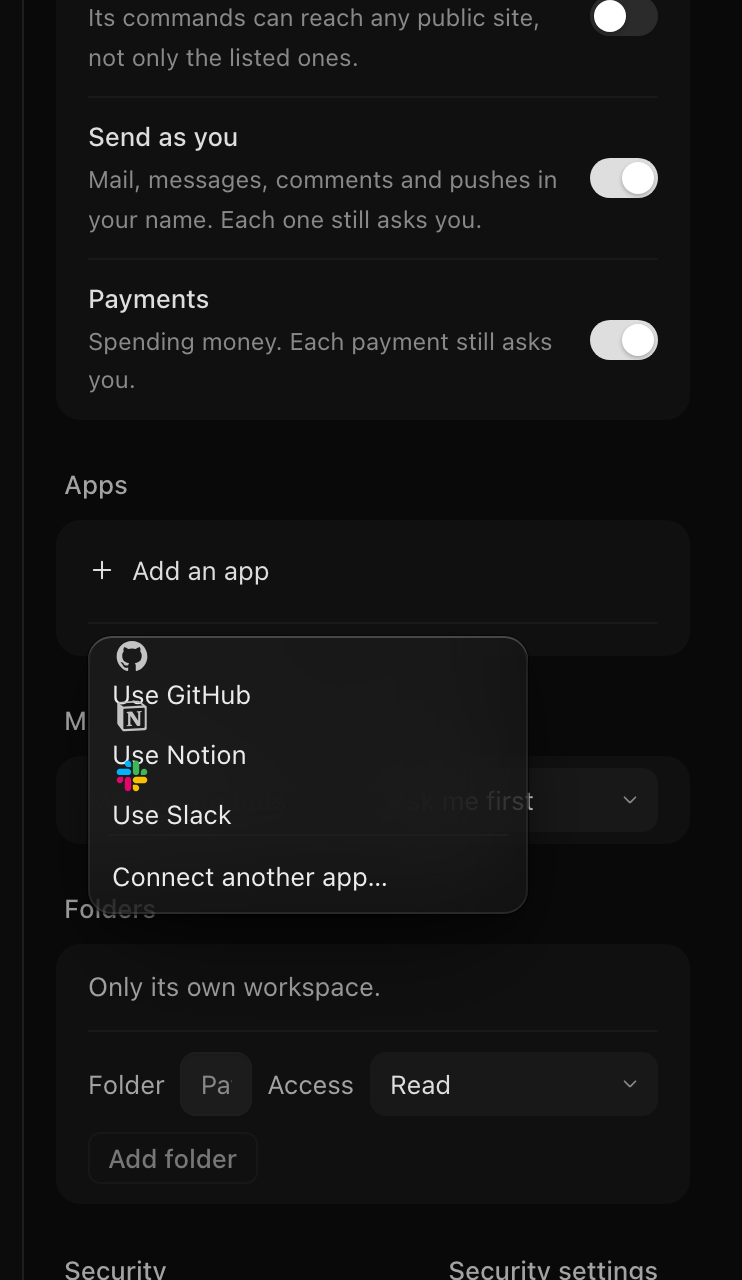 Its commands can reach any public site,
not only the listed ones.
Send as you
Mail, messages, comments and pushes in
your name. Each one still asks you.
Payments
Spending money. Each payment still asks
you.
Apps
Add an app
Use GitHub
Use Notion
Use Slack
Connect another app...
M
me first
Folders
Only its own workspace.
Folder
Pa
Access
Read
Add folder
Security
Security settings